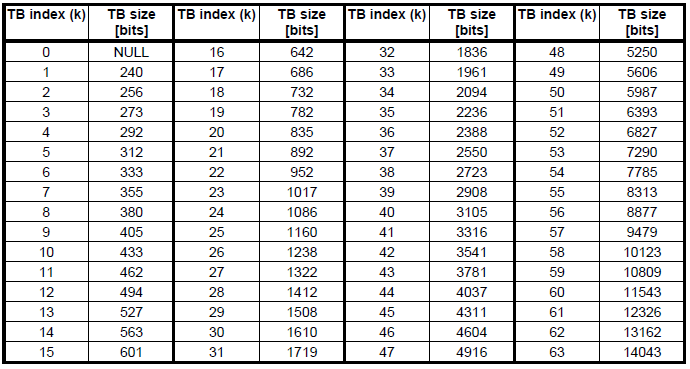 TB index (k) TB size [bits] TB index (k) TB size [bits] TB index (k) TB size [bits] TB index (k) TB size [bits]
0 NULL 16 642 32 1836 48 5250
1 240 17 686 33 1961 49 5606
2 256 18 732 34 2094 50 5987
3 273 19 782 35 2236 51 6393
4 292 20 835 36 2388 52 6827
5 312 21 892 37 2550 53 7290
6 333 22 952 38 2723 54 7785
7 355 23 1017 39 2908 55 8313
8 380 24 1086 40 3105 56 8877
9 405 25 1160 41 3316 57 9479
10 433 26 1238 42 3541 58 10123
11 462 27 1322 43 3781 59 10809
12 494 28 1412 44 4037 60 11543
13 527 29 1508 45 4311 61 12326
14 563 30 1610 46 4604 62 13162
15 601 31 1719 47 4916 63 14043